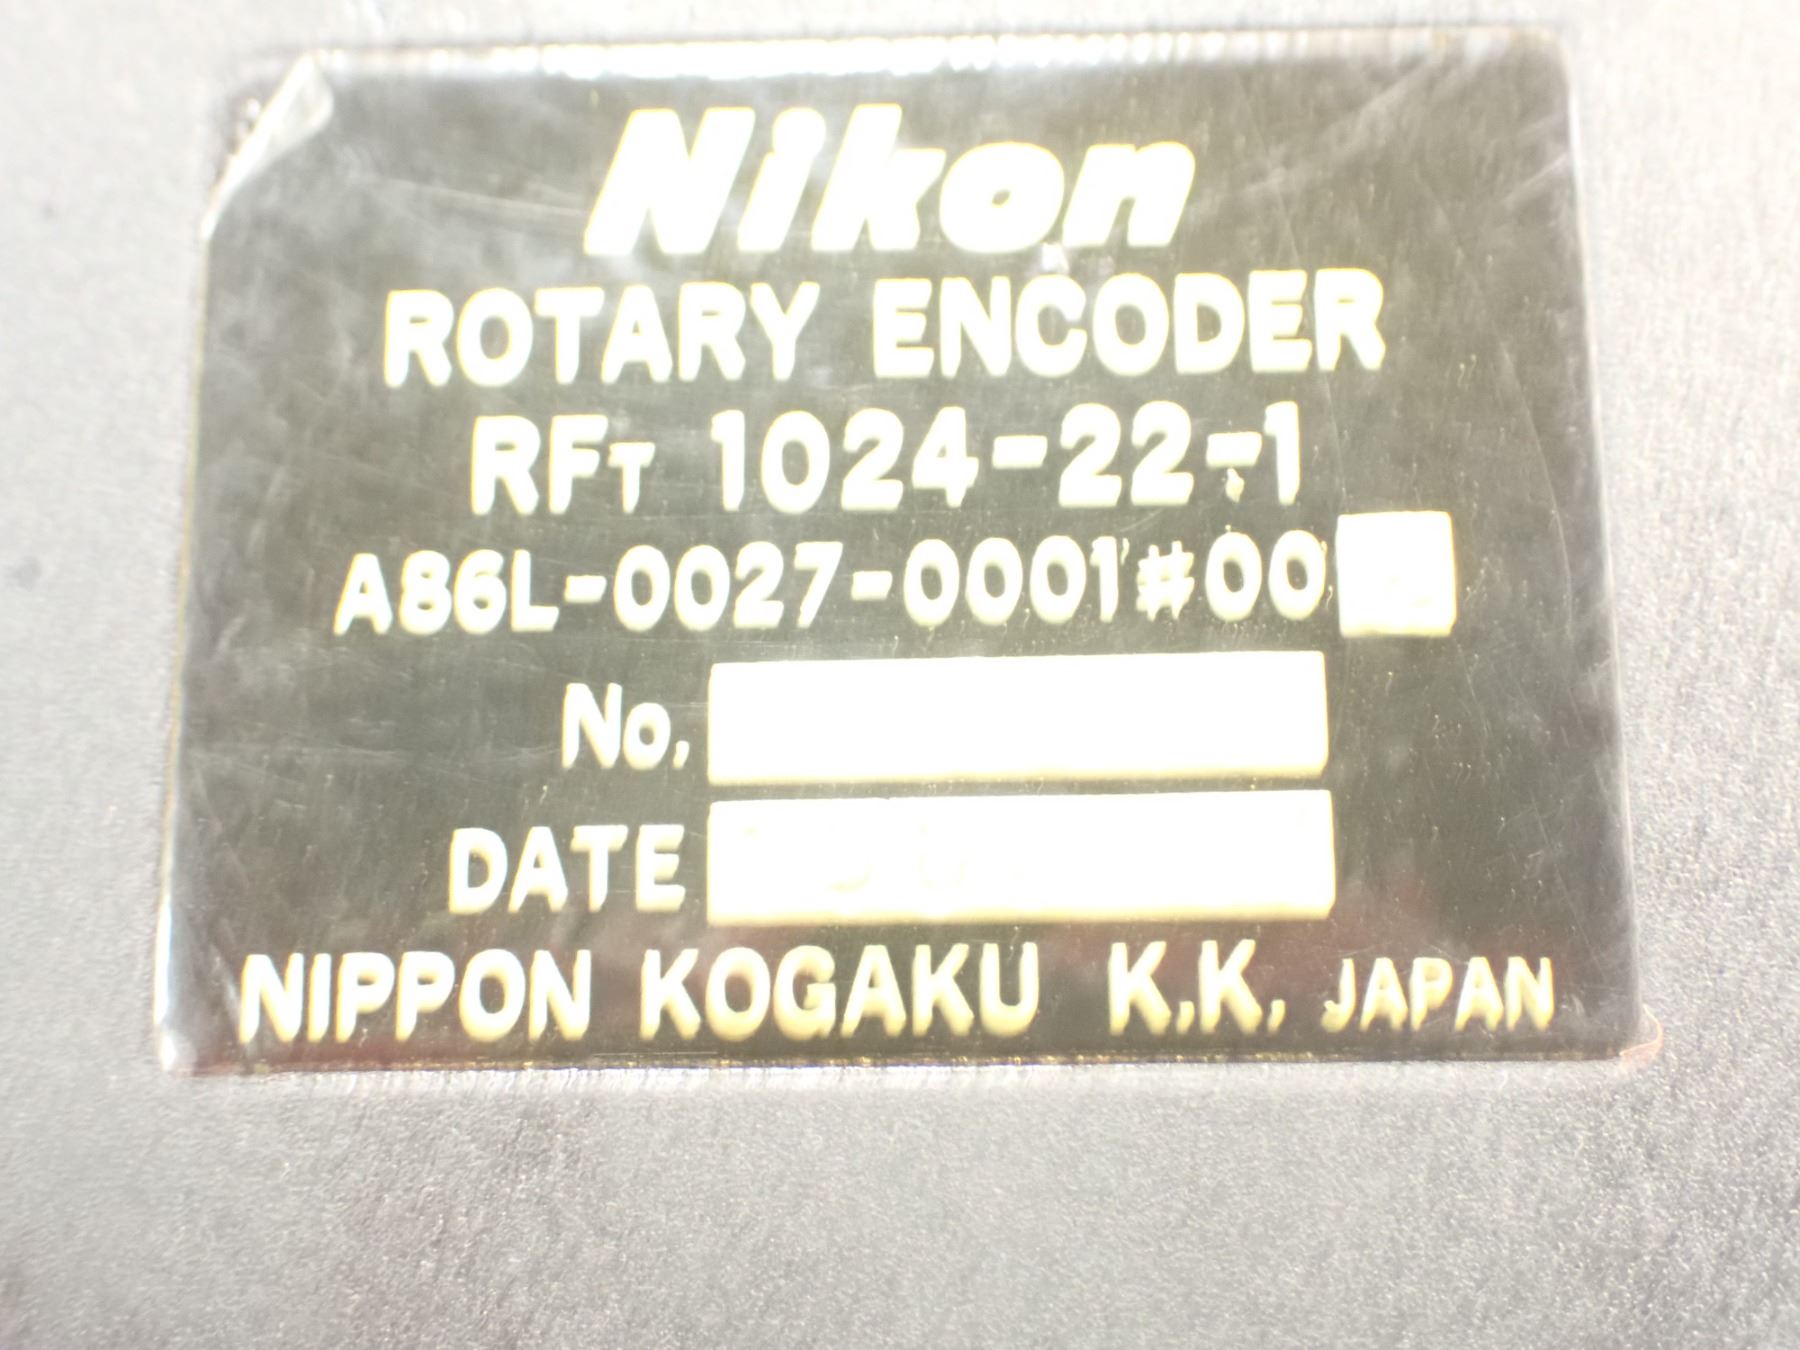 Nikon
ROTARY ENCODER
RFT 1024-22-1
A86L-0027-0001#00
No.
DATE
NIPPON KOGAKU K.K. JAPAN